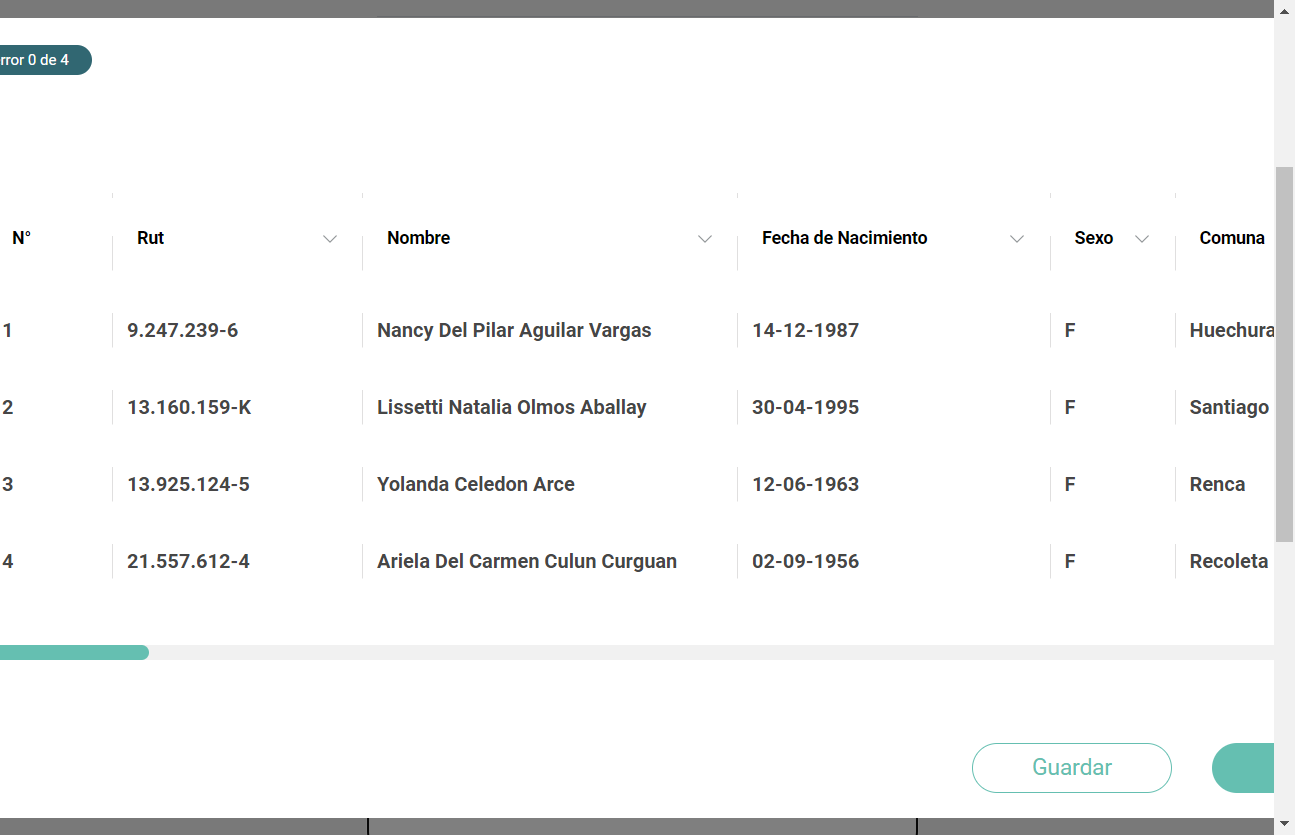 rror 0 de 4
N° Rut Nombre Fecha de Nacimiento Sexo Comuna
1 9.247.239-6 Nancy Del Pilar Aguilar Vargas 14-12-1987 F Huechura
2 13.160.159-K Lissetti Natalia Olmos Aballay 30-04-1995 F Santiago
3 13.925.124-5 Yolanda Celedon Arce 12-06-1963 F Renca
4 21.557.612-4 Ariela Del Carmen Culun Curguan 02-09-1956 F Recoleta
Guardar